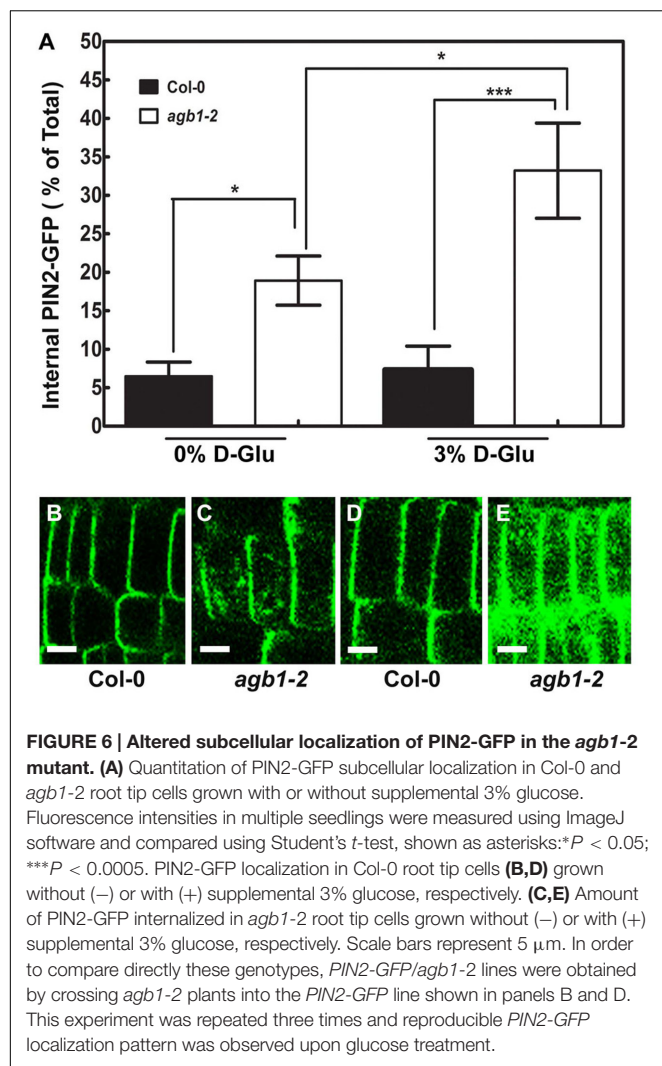 A
50
45
40
35
30
25
20
15
10
5
0
Internal PIN2-GFP ( % of Total)
Col-0
agb1-2
*
*
***
0% D-Glu
3% D-Glu
B
C
D
E
Col-0
agb1-2
Col-0
agb1-2
FIGURE 6 | Altered subcellular localization of PIN2-GFP in the agb1-2
mutant. (A) Quantitation of PIN2-GFP subcellular localization in Col-0 and
agb1-2 root tip cells grown with or without supplemental 3% glucose.
Fluorescence intensities in multiple seedlings were measured using ImageJ
software and compared using Student's t-test, shown as asterisks:*P < 0.05;
***P < 0.0005. PIN2-GFP localization in Col-0 root tip cells (B,D) grown
without (−) or with (+) supplemental 3% glucose, respectively. (C,E) Amount
of PIN2-GFP internalized in agb1-2 root tip cells grown without (−) or with (+)
supplemental 3% glucose, respectively. Scale bars represent 5 μm. In order
to compare directly these genotypes, PIN2-GFP/agb1-2 lines were obtained
by crossing agb1-2 plants into the PIN2-GFP line shown in panels B and D.
This experiment was repeated three times and reproducible PIN2-GFP
localization pattern was observed upon glucose treatment.